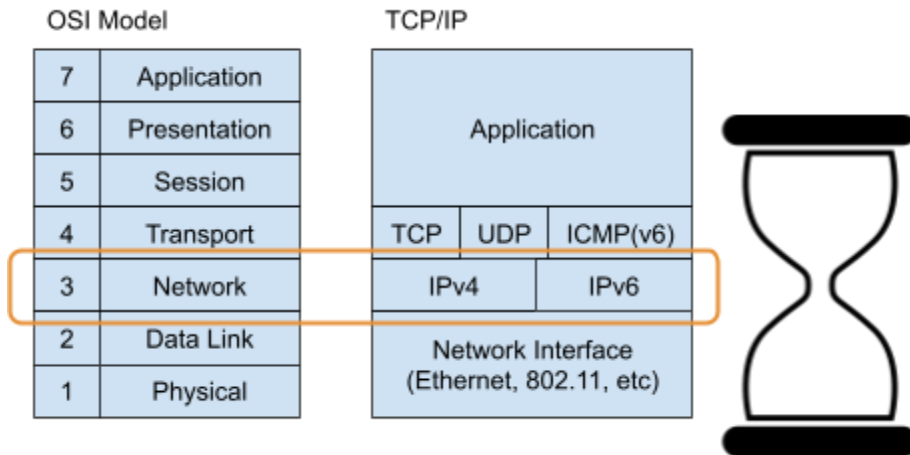 OSI Model
TCP/IP
7 Application
6 Presentation
5 Session
4 Transport
3 Network
2 Data Link
1 Physical
Application
TCP UDP ICMP(v6)
IPv4 IPv6
Network Interface
(Ethernet, 802.11, etc)